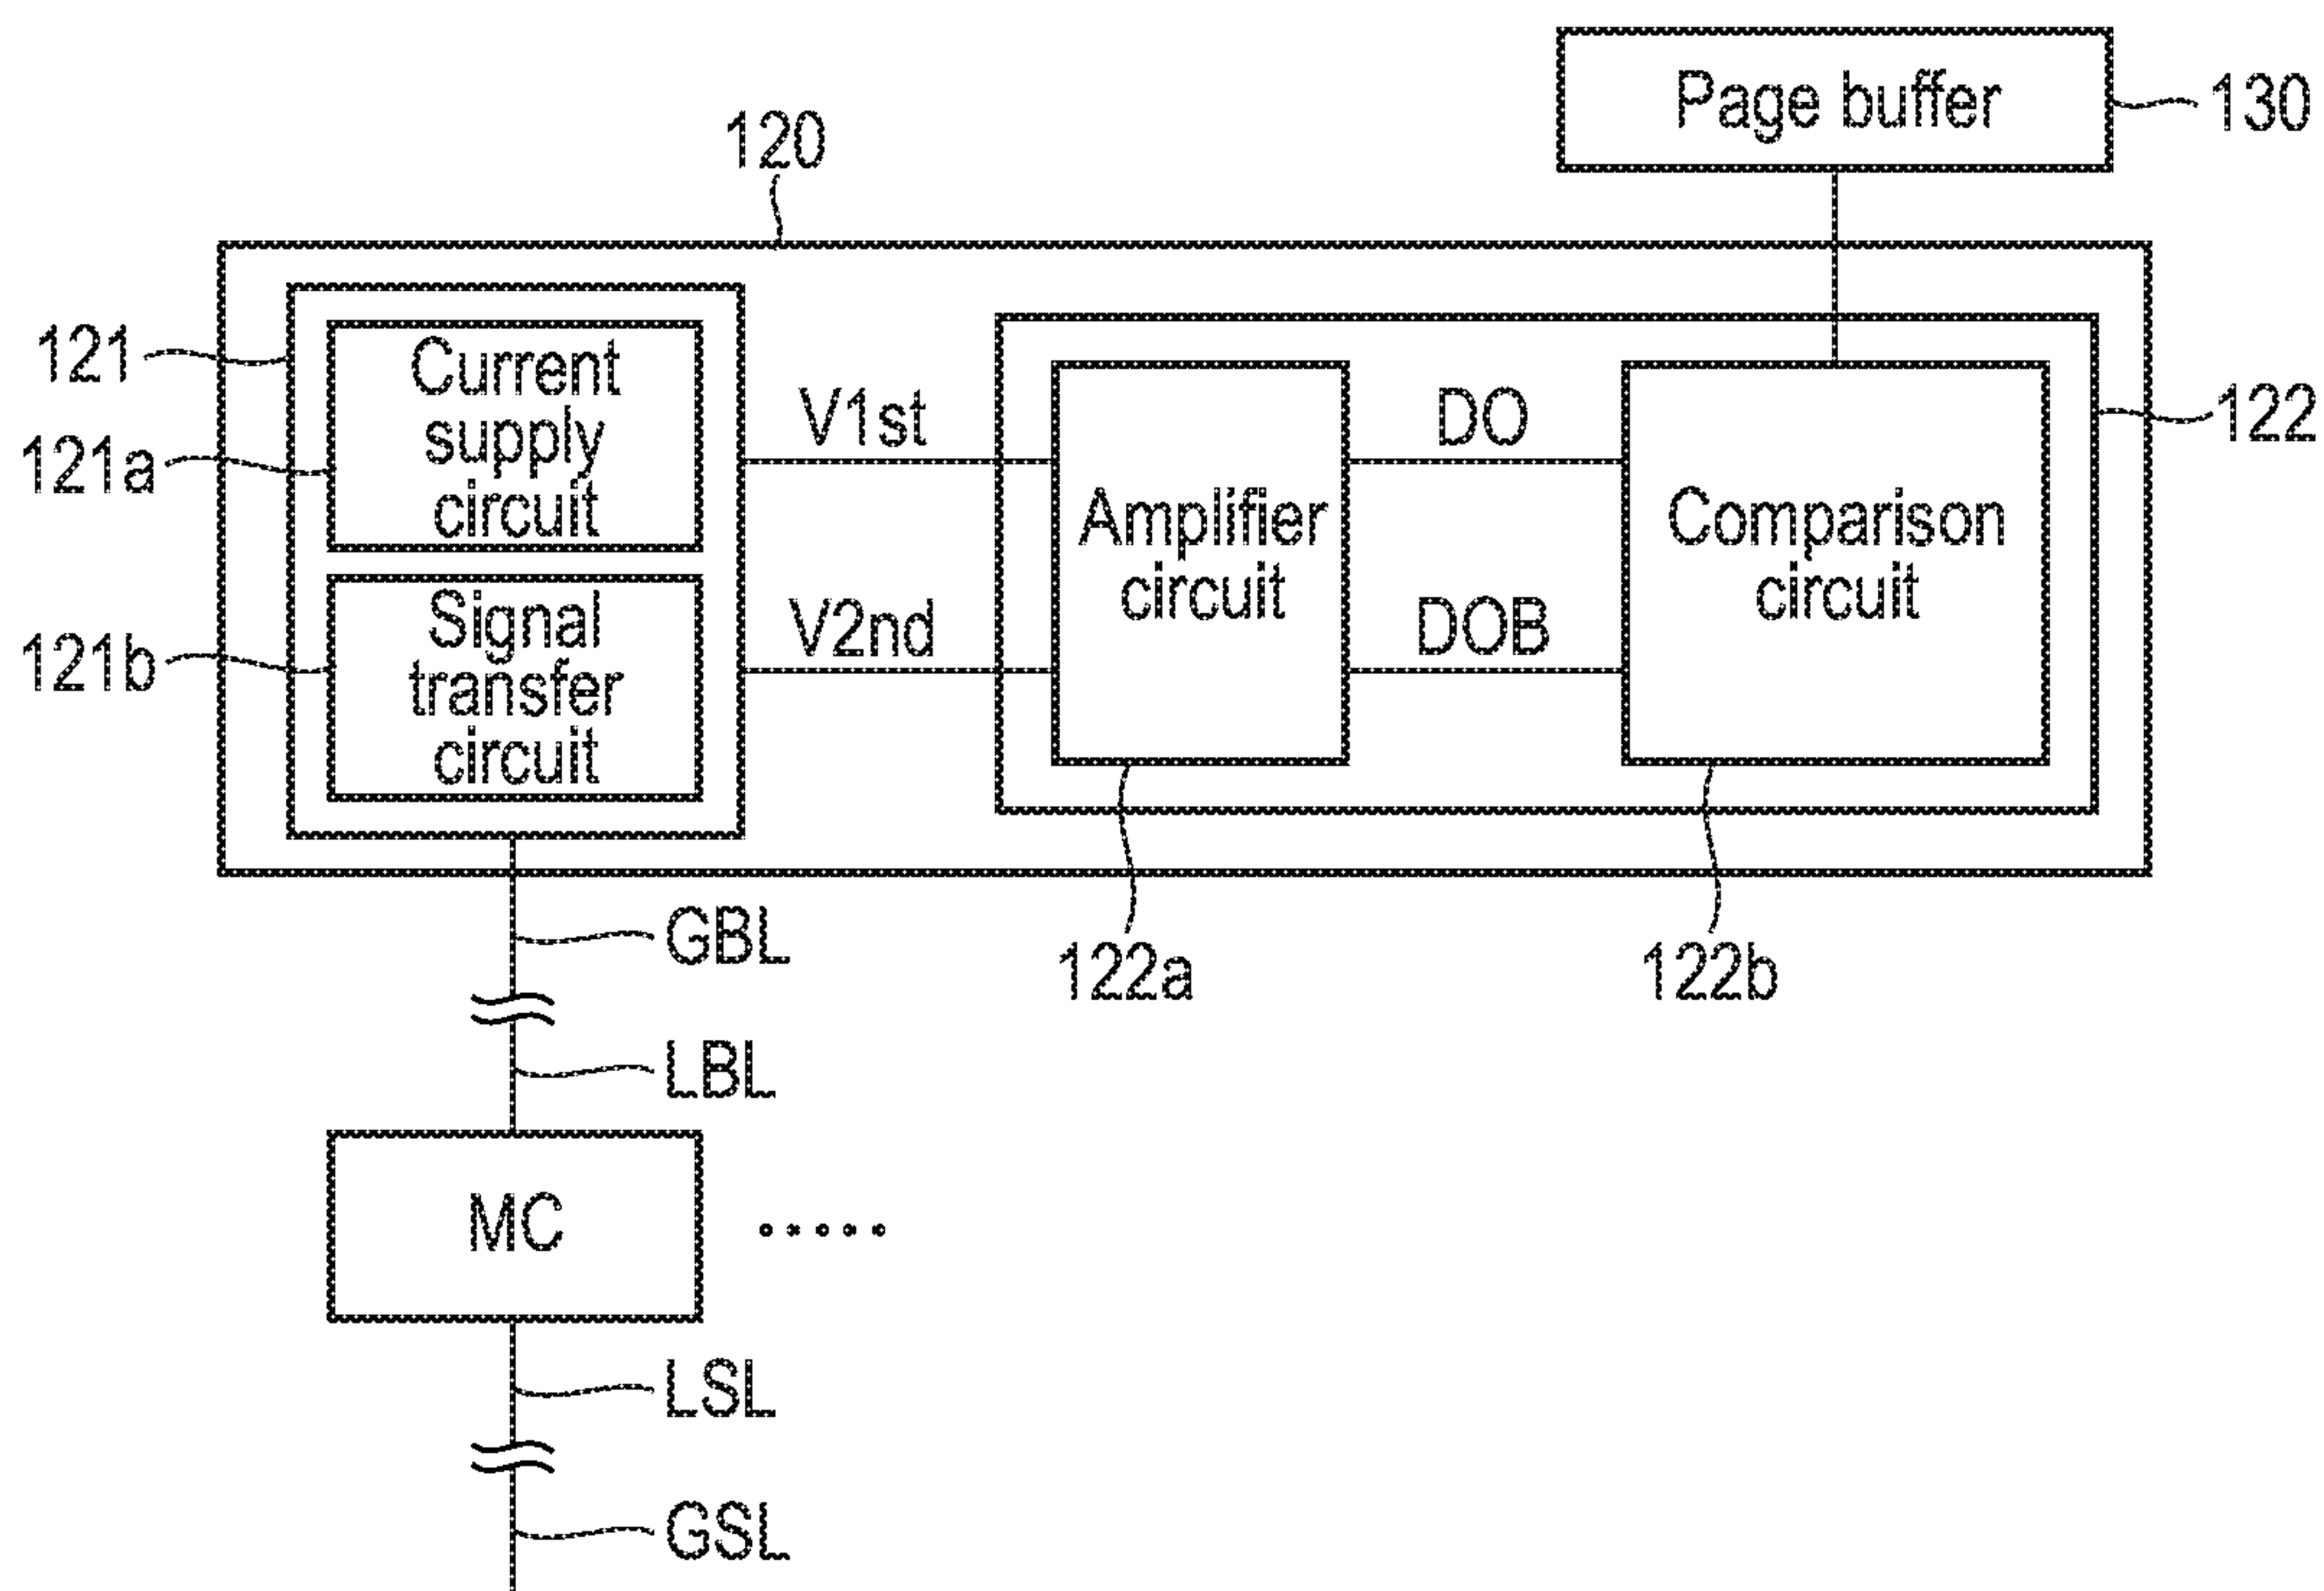 Page buffer
130
120
121
Current
supply
circuit
121a
V1st
DO
122
Amplifier
circuit
Comparison
circuit
Signal
transfer
circuit
121b
V2nd
DOB
GBL
122a
122b
LBL
MC
LSL
GSL